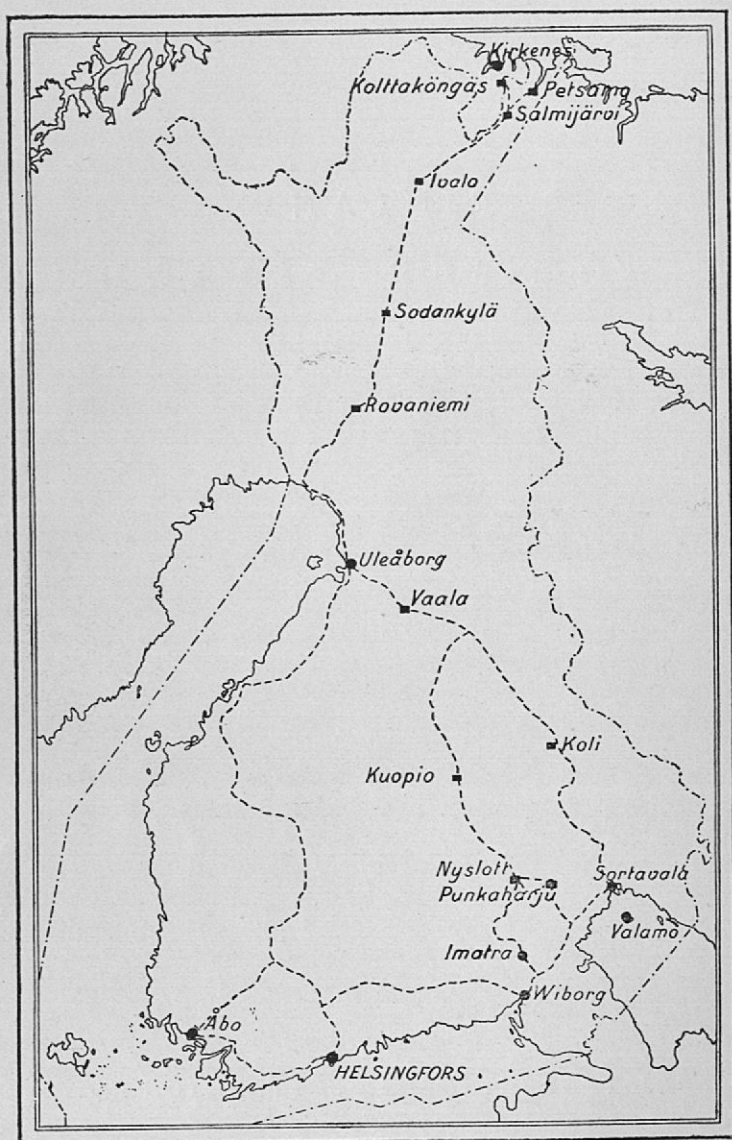 Kirkenes
Kolttaköngäs
Petsamo
Salmijärvi
Ivalo
Sodankylä
Rovaniemi
Uleåborg
Vaala
Koli
Kuopio
Nyslott
Sortavala
Punkaharju
Valamo
Imatra
Wiborg
Åbo
HELSINGFORS